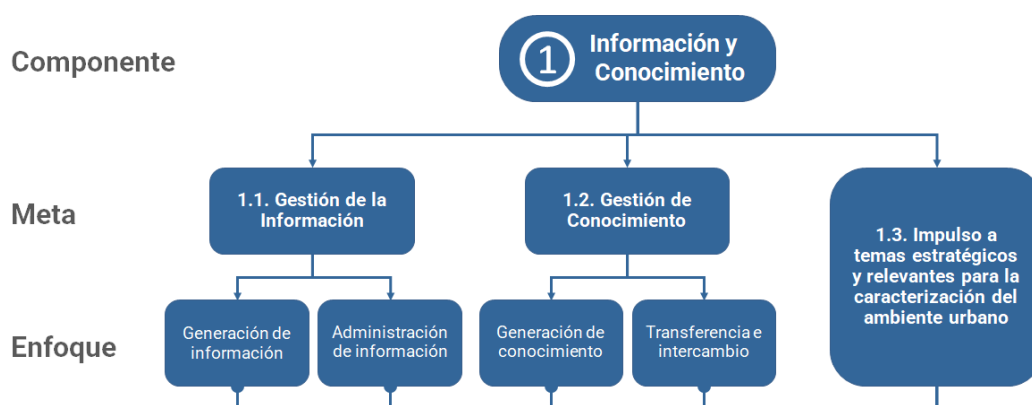 Componente
1
Información y
Conocimiento
Meta
1.1. Gestión de la
Información
1.2. Gestión de
Conocimiento
1.3. Impulso a
temas estratégicos
y relevantes para la
caracterización del
ambiente urbano
Enfoque
Generación de
información
Administración
de información
Generación de
conocimiento
Transferencia e
intercambio